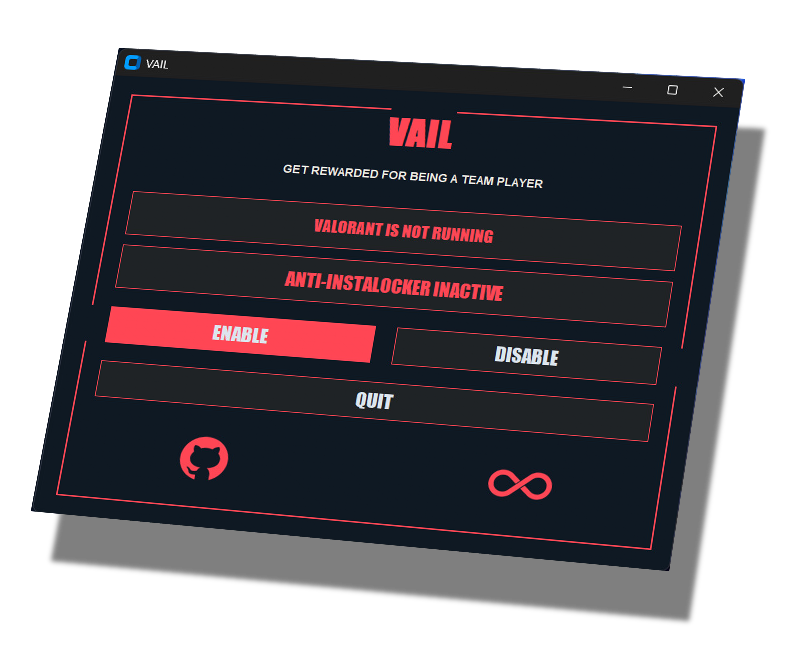 VAIL
VAIL
GET REWARDED FOR BEING A TEAM PLAYER
VALORANT IS NOT RUNNING
ANTI-INSTALOCKER INACTIVE
ENABLE
DISABLE
QUIT